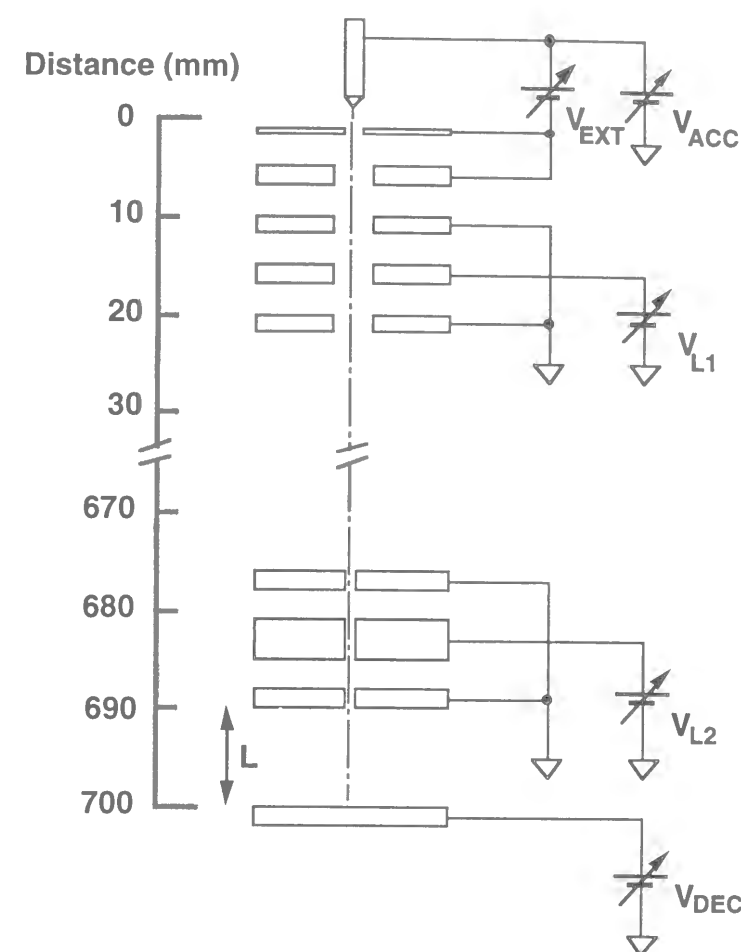 Distance (mm)
0
V_EXT
V_ACC
10
20
V_L1
30
670
680
690
V_L2
L
700
V_DEC